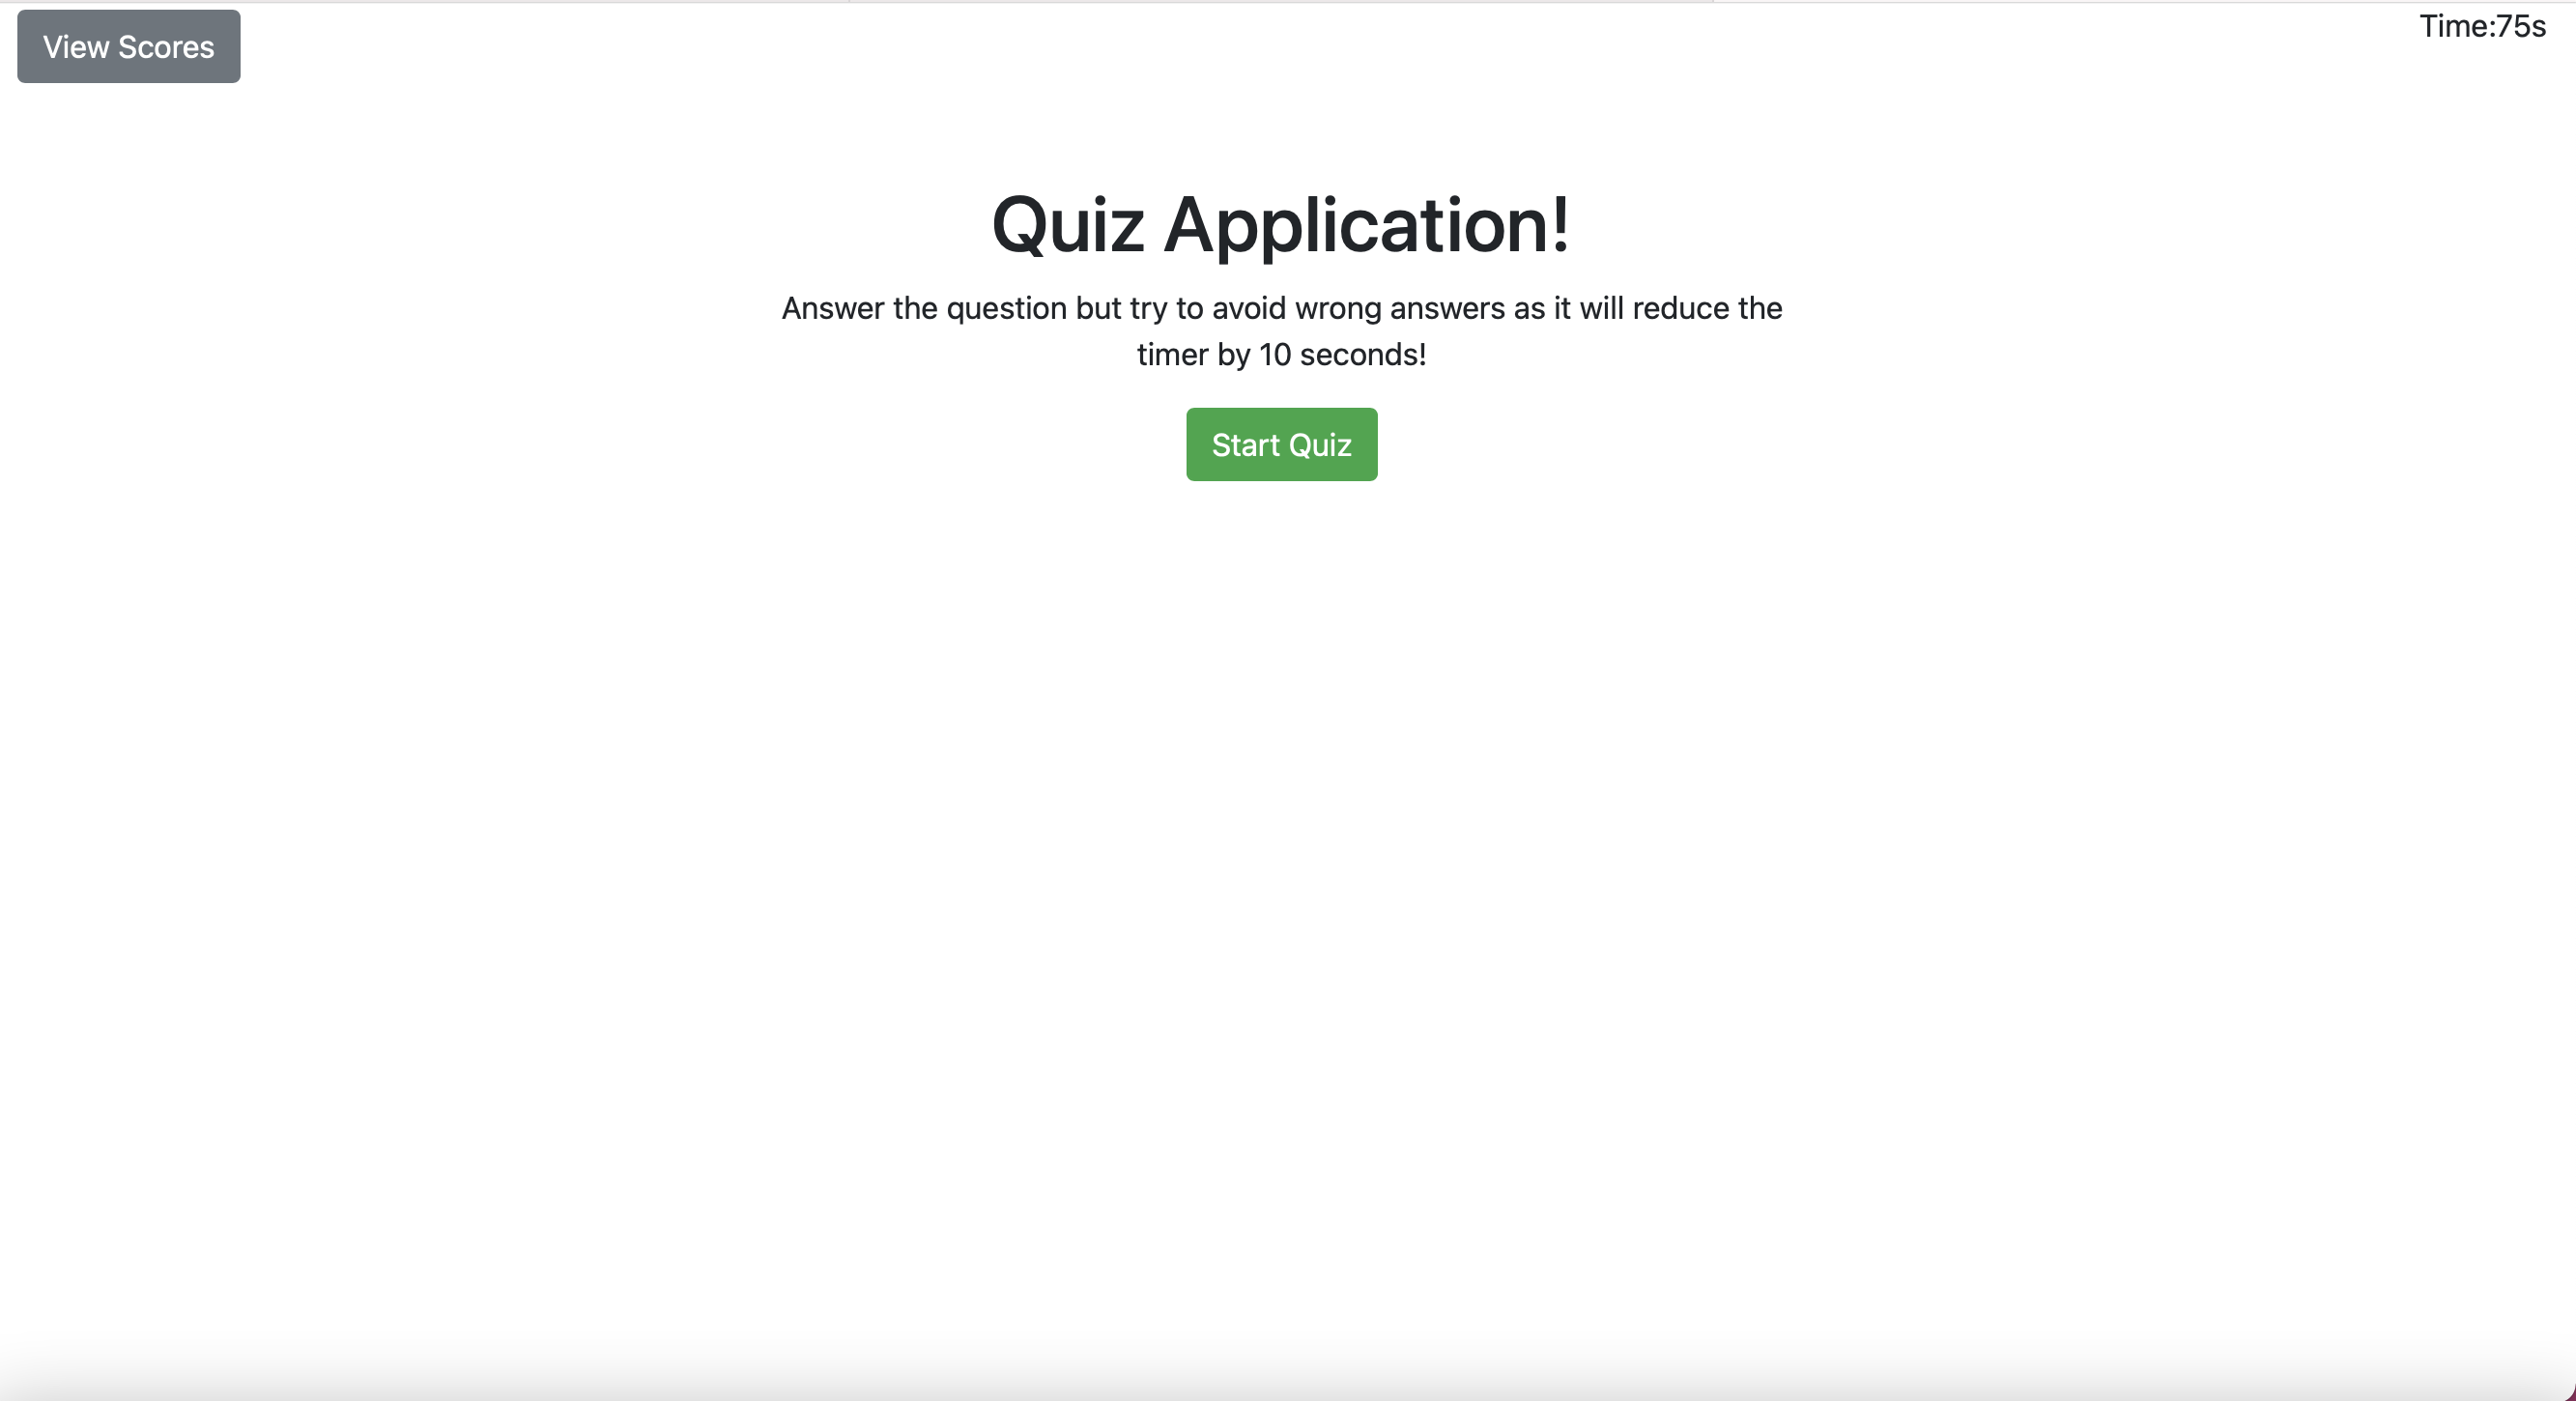 View Scores
Time:75s
Quiz Application!
Answer the question but try to avoid wrong answers as it will reduce the
timer by 10 seconds!
Start Quiz